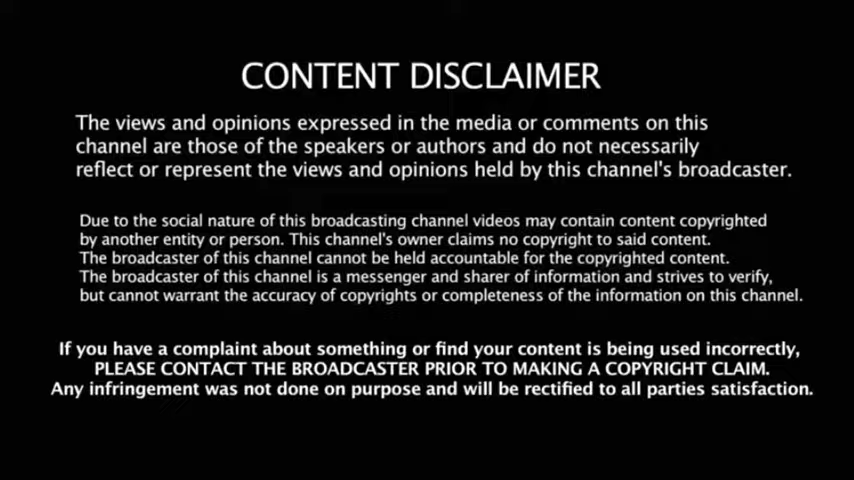 CONTENT DISCLAIMER
The views and opinions expressed in the media or comments on this
channel are those of the speakers or authors and do not necessarily
reflect or represent the views and opinions held by this channel's broadcaster.
Due to the social nature of this broadcasting channel videos may contain content copyrighted
by another entity or person. This channel's owner claims no copyright to said content.
The broadcaster of this channel cannot be held accountable for the copyrighted content.
The broadcaster of this channel is a messenger and sharer of information and strives to verify,
but cannot warrant the accuracy of copyrights or completeness of the information on this channel.
If you have a complaint about something or find your content is being used incorrectly,
PLEASE CONTACT THE BROADCASTER PRIOR TO MAKING A COPYRIGHT CLAIM.
Any infringement was not done on purpose and will be rectified to all parties satisfaction.